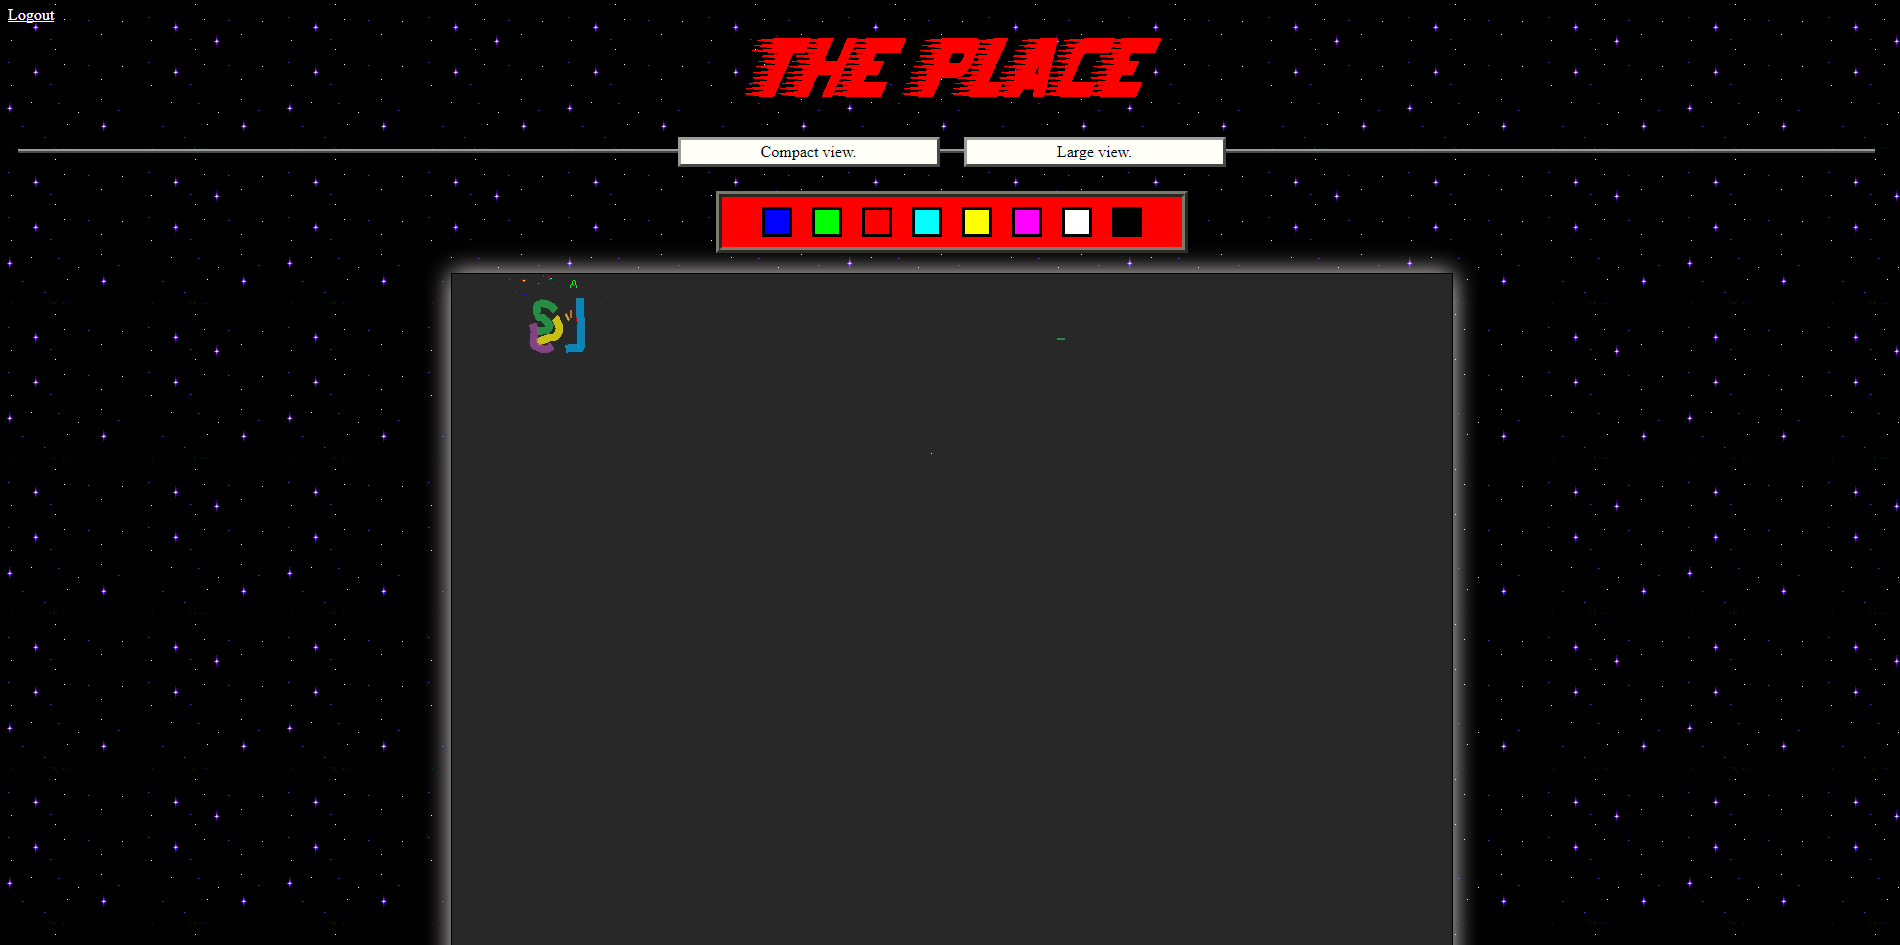 Logout
THE PLACE
Compact view.
Large view.